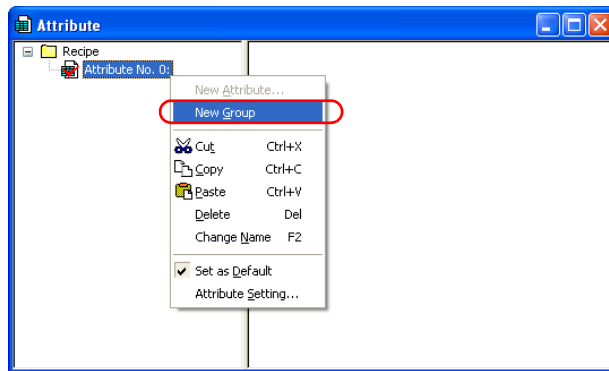 Attribute
Recipe
Attribute No. 0:
New Attribute...
New Group
Cut Ctrl+X
Copy Ctrl+C
Paste Ctrl+V
Delete Del
Change Name F2
Set as Default
Attribute Setting...